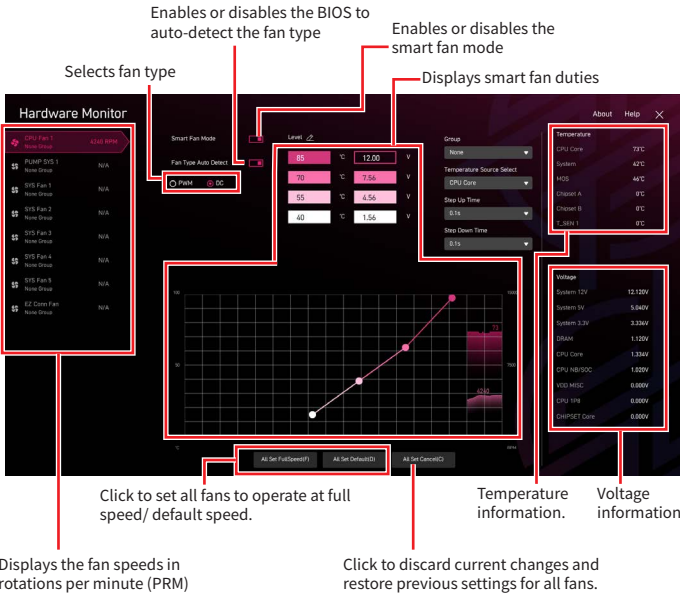 Enables or disables the BIOS to
auto-detect the fan type
Enables or disables the
smart fan mode
Selects fan type
Displays smart fan duties
Hardware Monitor
About Help X
CPU Fan 1
None Group
4260 RPM
PUMP SYS 1
None Group
N/A
SYS Fan 1
None Group
N/A
SYS Fan 2
None Group
N/A
SYS Fan 3
None Group
N/A
SYS Fan 4
None Group
N/A
SYS Fan 5
None Group
N/A
EZ Conn Fan
None Group
N/A
Smart Fan Mode
Fan Type Auto Detect
PWM DC
Level
85 °C 12.00 V
70 °C 7.56 V
55 °C 4.56 V
40 °C 1.56 V
Group
None
Temperature Source Select
CPU Core
Step Up Time
0.1s
Step Down Time
0.1s
Temperature
CPU Core 73°C
System 42°C
MOS 46°C
Chipset A 0°C
Chipset B 0°C
T_SEN 1 0°C
Voltage
System 12V 12.120V
System 5V 5.040V
System 3.3V 3.336V
DRAM 1.120V
CPU Core 1.334V
CPU NB/SOC 1.020V
VDD MISC 0.000V
CPU 1P8 0.000V
CHIPSET Core 0.000V
100
50
73
4260
°C
RPM
All Set FullSpeed(F) All Set Default(D) All Set Cancel(C)
Click to set all fans to operate at full
speed/ default speed.
Temperature
information.
Voltage
information
Displays the fan speeds in
rotations per minute (PRM)
Click to discard current changes and
restore previous settings for all fans.